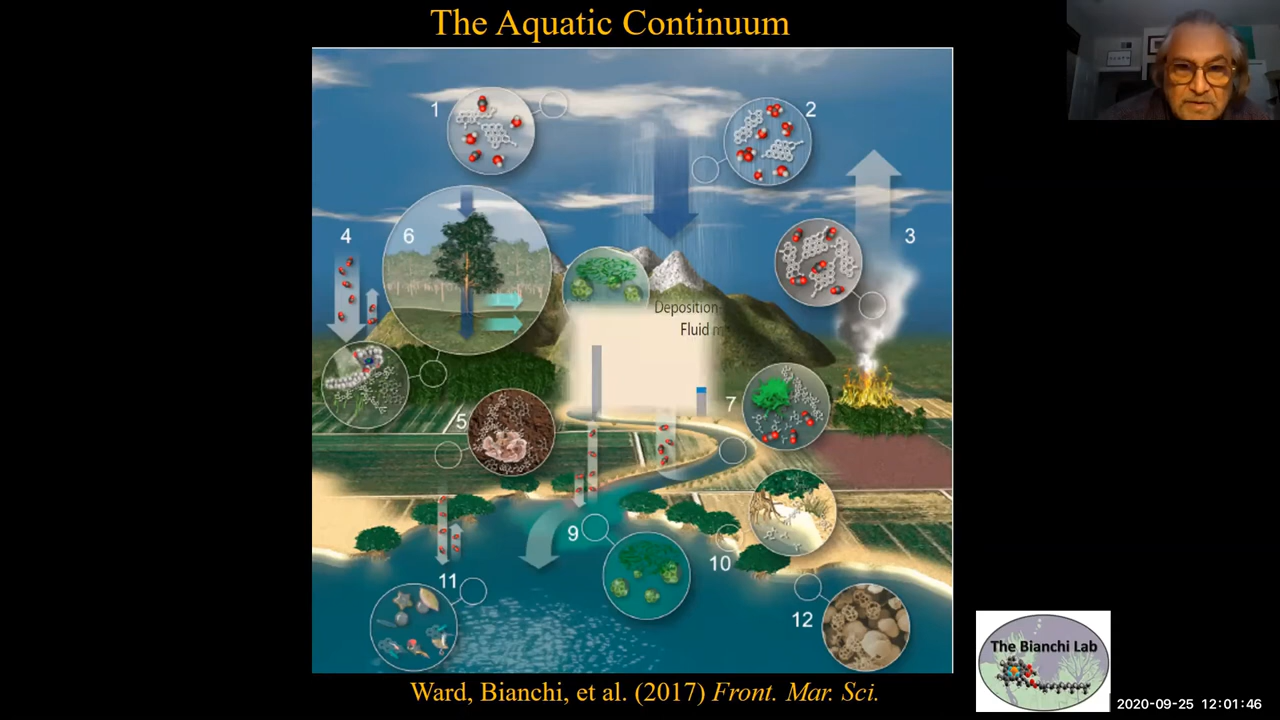 The Aquatic Continuum
1
2
3
4
6
Deposition
Fluid
5
7
9
10
11
12
Ward, Bianchi, et al. (2017) Front. Mar. Sci.
The Bianchi Lab
2020-09-25 12:01:46